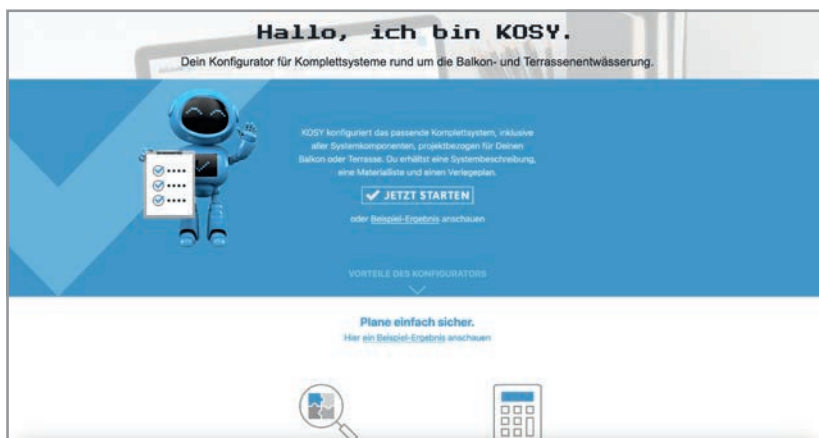 Hallo, ich bin KOSY.
Dein Konfigurator für Komplettsysteme rund um die Balkon- und Terrassenentwässerung.
KOSY konfiguriert das passende Komplettsystem, inklusive
aller Systemkomponenten, projektbezogen für Deinen
Balkon oder Terrasse. Du erhältst eine Systembeschreibung,
eine Materialliste und einen Verlegeplan.
JETZT STARTEN
oder Beispiel-Ergebnis anschauen
VORTEILE DES KONFIGURATORS
Plane einfach sicher.
Hier ein Beispiel-Ergebnis anschauen